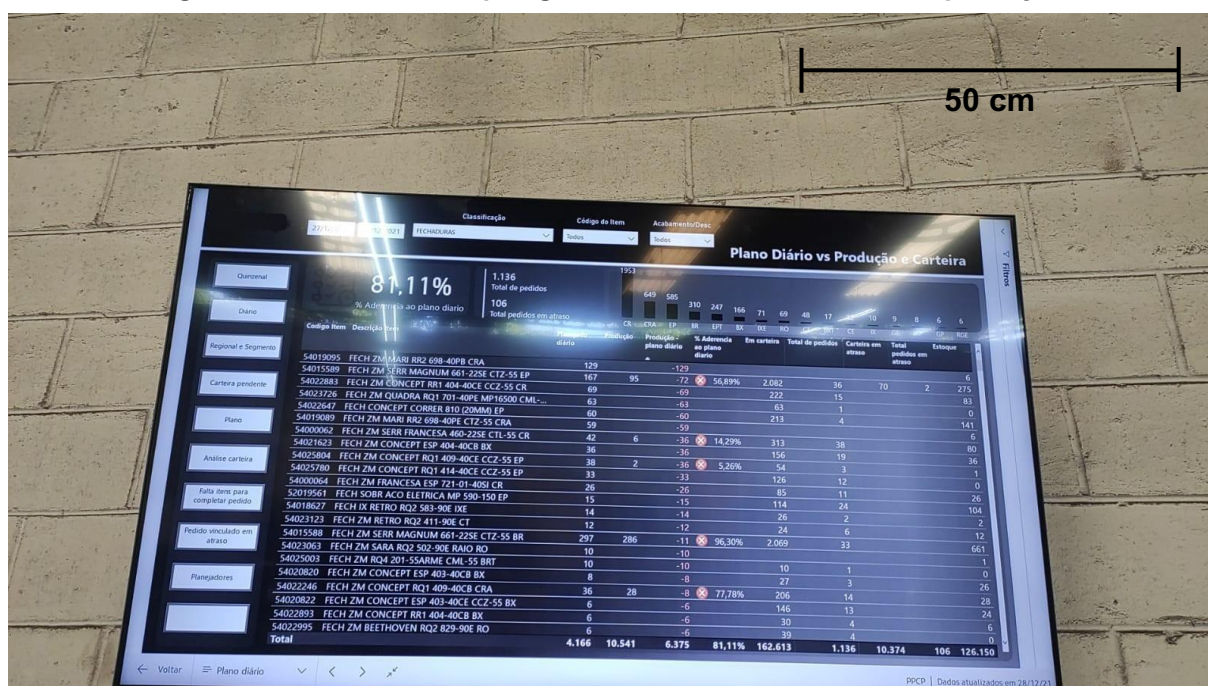 50 cm
Classificação Código do Item Acabamento/Desc
2021 FECHADURAS Todos Todos
Plano Diário vs Produção e Carteira
Filtros
Quinzenal
Diário
Regional e Segmento
Carteira pendente
Plano
Análise carteira
Falta itens para completar pedido
Pedido vinculado em atraso
Planejadores
81,11%
% Aderencia ao plano diario
1.136
Total de pedidos
106
Total pedidos em atraso
1953 649 585 310 247 166 71 69 48 17 10 9 8 6 6
CR CRA EP BR EPT BX IXE RO CE IX GP RGE
Codigo Item Descrição Item diário Produção Produção - plano diário % Aderencia ao plano diario Em carteira Total de pedidos Carteira em atraso Total pedidos em atraso Estoque
54019095 FECH ZM MARI RR2 698-40PB CRA 129 -129 6
54015589 FECH ZM SERR MAGNUM 661-22SE CTZ-55 EP 167 95 -72 56,89% 2.082 36 70 2 275
54022883 FECH ZM CONCEPT RR1 404-40CE CCZ-55 CR 69 -69 222 15 83
54023726 FECH ZM QUADRA RQ1 701-40PE MP16500 CML-... 63 -63 63 1 0
54022647 FECH CONCEPT CORRER 810 (20MM) EP 60 -60 213 4 141
54019089 FECH ZM MARI RR2 698-40PE CTZ-55 CRA 59 -59 6
54000062 FECH ZM SERR FRANCESA 460-22SE CTL-55 CR 42 6 -36 14,29% 313 38 80
54021623 FECH ZM CONCEPT ESP 404-40CB BX 36 -36 156 19 36
54025804 FECH ZM CONCEPT RQ1 409-40CE CCZ-55 EP 38 2 -36 5,26% 54 3 1
54025780 FECH ZM CONCEPT RQ1 414-40CE CCZ-55 EP 33 -33 126 12 0
54000064 FECH ZM FRANCESA ESP 721-01-40SI CR 26 -26 85 11 26
52019561 FECH SOBR ACO ELETRICA MP 590-150 EP 15 -15 114 24 104
54018627 FECH IX RETRO RQ2 583-90E IXE 14 -14 26 2 2
54023123 FECH ZM RETRO RQ2 411-90E CT 12 -12 24 6 12
54015588 FECH ZM SERR MAGNUM 661-22SE CTZ-55 BR 297 286 -11 96,30% 2.069 33 661
54023063 FECH ZM SARA RQ2 502-90E RAIO RO 10 -10 1
54025003 FECH ZM RQ4 201-55ARME CML-55 BRT 10 -10 10 1 0
54020820 FECH ZM CONCEPT ESP 403-40CB BX 8 -8 27 3 26
54022246 FECH ZM CONCEPT RQ1 409-40CB CRA 36 28 -8 77,78% 206 14 28
54020822 FECH ZM CONCEPT ESP 403-40CE CCZ-55 BX 6 -6 146 13 24
54022893 FECH ZM CONCEPT RR1 404-40CB BX 6 -6 30 4 6
54022995 FECH ZM BEETHOVEN RQ2 829-90E RO 6 -6 39 4 0
Total 4.166 10.541 6.375 81,11% 162.613 1.136 10.374 106 126.150
Voltar Plano diário
PPCP | Dados atualizados em 28/12/21